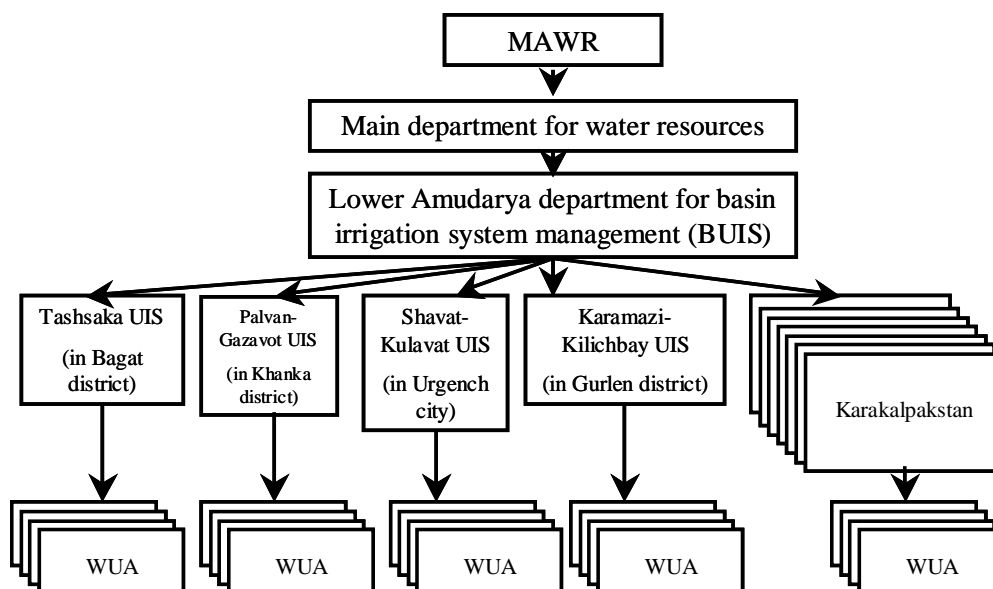 MAWR
Main department for water resources
Lower Amudarya department for basin
irrigation system management (BUIS)
Tashsaka UIS
(in Bagat
district)
Palvan-
Gazavot UIS
(in Khanka
district)
Shavat-
Kulavat UIS
(in Urgench
city)
Karamazi-
Kilichbay UIS
(in Gurlen district)
Karakalpakstan
WUA
WUA
WUA
WUA
WUA